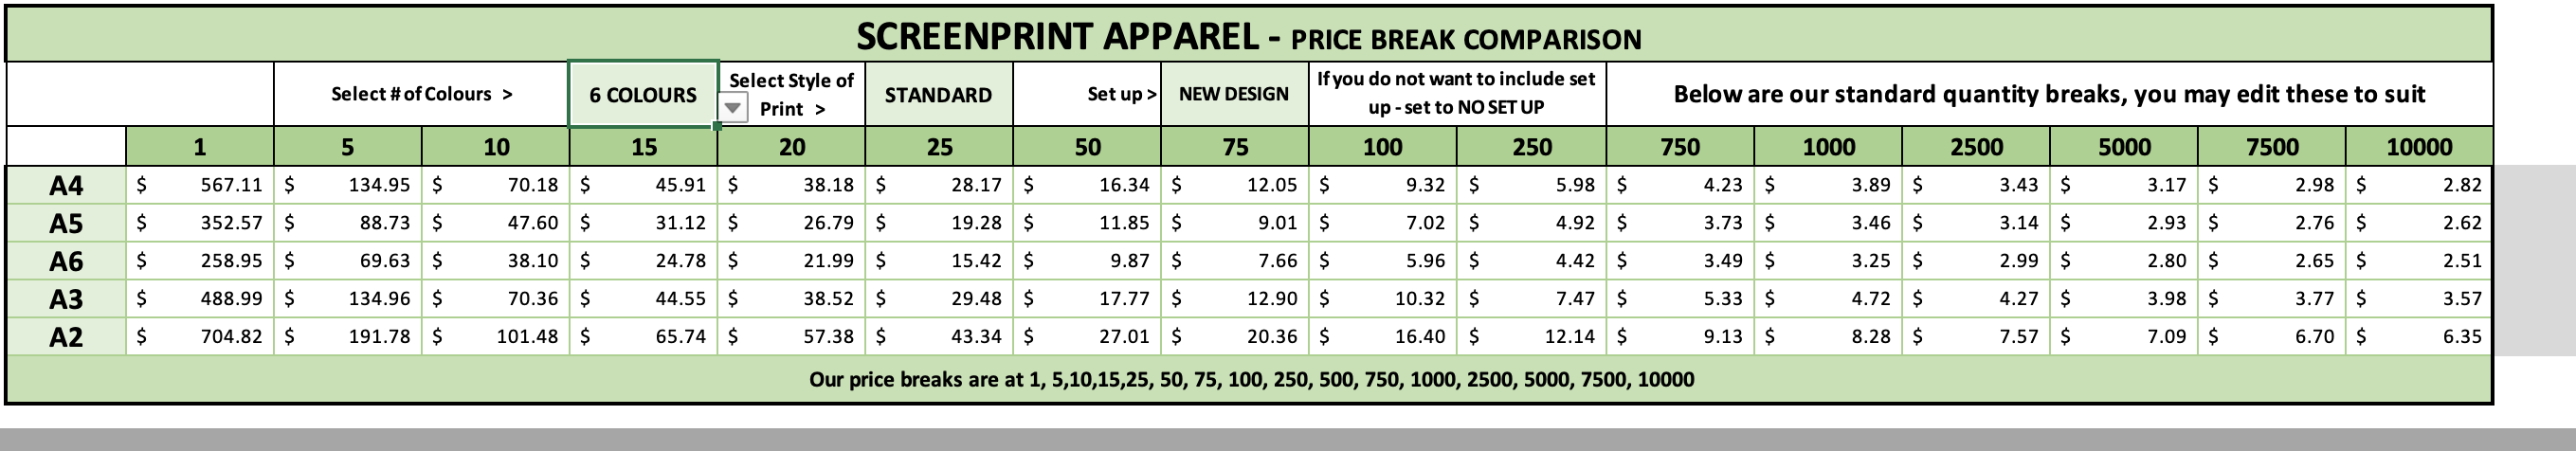 SCREENPRINT APPAREL - PRICE BREAK COMPARISON
Select # of Colours > 6 COLOURS Select Style of Print > STANDARD Set up > NEW DESIGN If you do not want to include set up - set to NO SET UP Below are our standard quantity breaks, you may edit these to suit
1 5 10 15 20 25 50 75 100 250 750 1000 2500 5000 7500 10000
A4 $ 567.11 $ 134.95 $ 70.18 $ 45.91 $ 38.18 $ 28.17 $ 16.34 $ 12.05 $ 9.32 $ 5.98 $ 4.23 $ 3.89 $ 3.43 $ 3.17 $ 2.98 $ 2.82
A5 $ 352.57 $ 88.73 $ 47.60 $ 31.12 $ 26.79 $ 19.28 $ 11.85 $ 9.01 $ 7.02 $ 4.92 $ 3.73 $ 3.46 $ 3.14 $ 2.93 $ 2.76 $ 2.62
A6 $ 258.95 $ 69.63 $ 38.10 $ 24.78 $ 21.99 $ 15.42 $ 9.87 $ 7.66 $ 5.96 $ 4.42 $ 3.49 $ 3.25 $ 2.99 $ 2.80 $ 2.65 $ 2.51
A3 $ 488.99 $ 134.96 $ 70.36 $ 44.55 $ 38.52 $ 29.48 $ 17.77 $ 12.90 $ 10.32 $ 7.47 $ 5.33 $ 4.72 $ 4.27 $ 3.98 $ 3.77 $ 3.57
A2 $ 704.82 $ 191.78 $ 101.48 $ 65.74 $ 57.38 $ 43.34 $ 27.01 $ 20.36 $ 16.40 $ 12.14 $ 9.13 $ 8.28 $ 7.57 $ 7.09 $ 6.70 $ 6.35
Our price breaks are at 1, 5,10,15,25, 50, 75, 100, 250, 500, 750, 1000, 2500, 5000, 7500, 10000